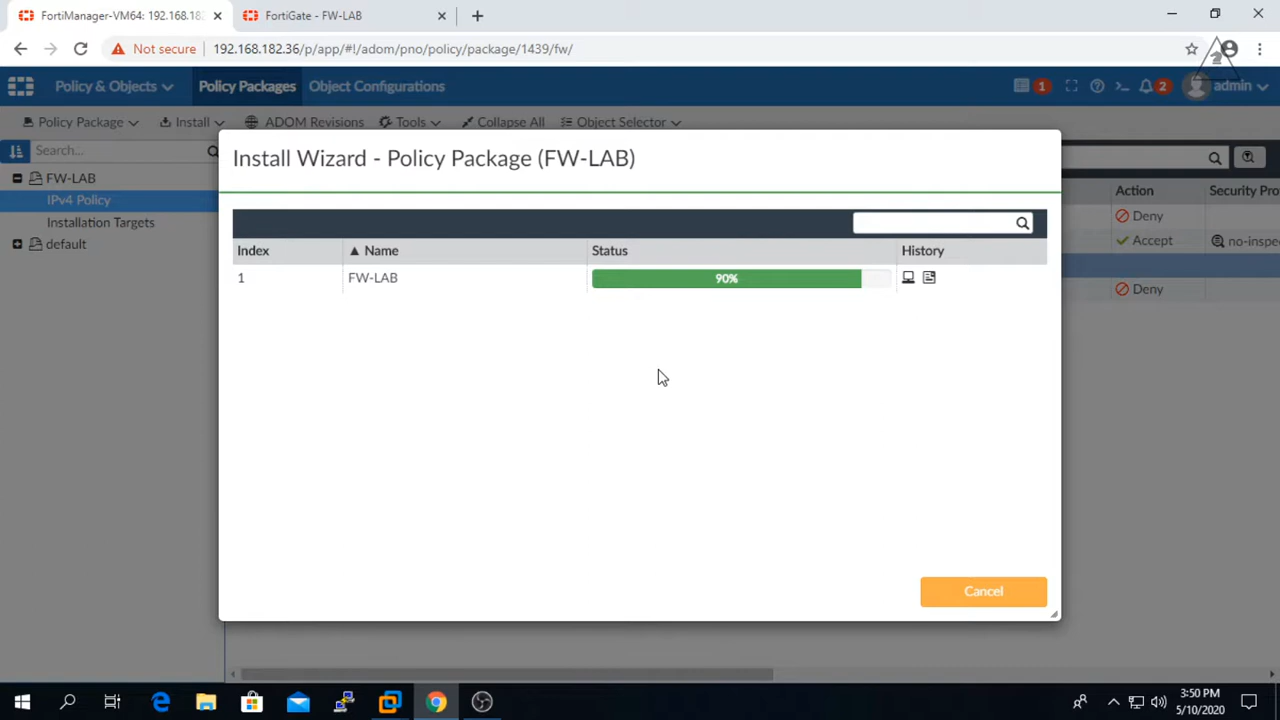 FortiManager-VM64: 192.168.182
FortiGate - FW-LAB
Not secure
192.168.182.36/p/app/#!/adom/pno/policy/package/1439/fw/
Policy & Objects
Policy Packages
Object Configurations
1
2
admin
Policy Package
Install
ADOM Revisions
Tools
Collapse All
Object Selector
Search...
FW-LAB
IPv4 Policy
Installation Targets
default
Install Wizard - Policy Package (FW-LAB)
Index
Name
Status
History
1
FW-LAB
90%
Cancel
Action
Security Pro
Deny
Accept
no-inspe
Deny
3:50 PM
5/10/2020